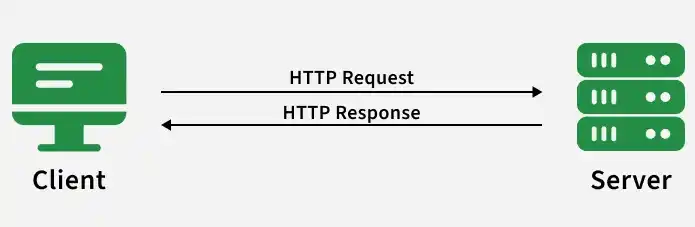 HTTP Request
HTTP Response
Client
Server